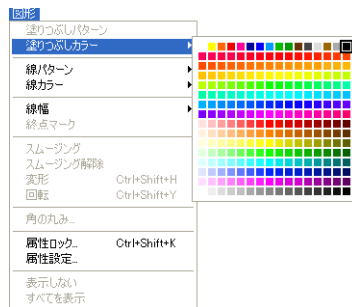 図形
塗りつぶしパターン
塗りつぶしカラー
線パターン
線カラー
線幅
終点マーク
スムージング
スムージング解除
変形 Ctrl+Shift+H
回転 Ctrl+Shift+Y
角の丸み...
属性ロック... Ctrl+Shift+K
属性設定...
表示しない
すべてを表示